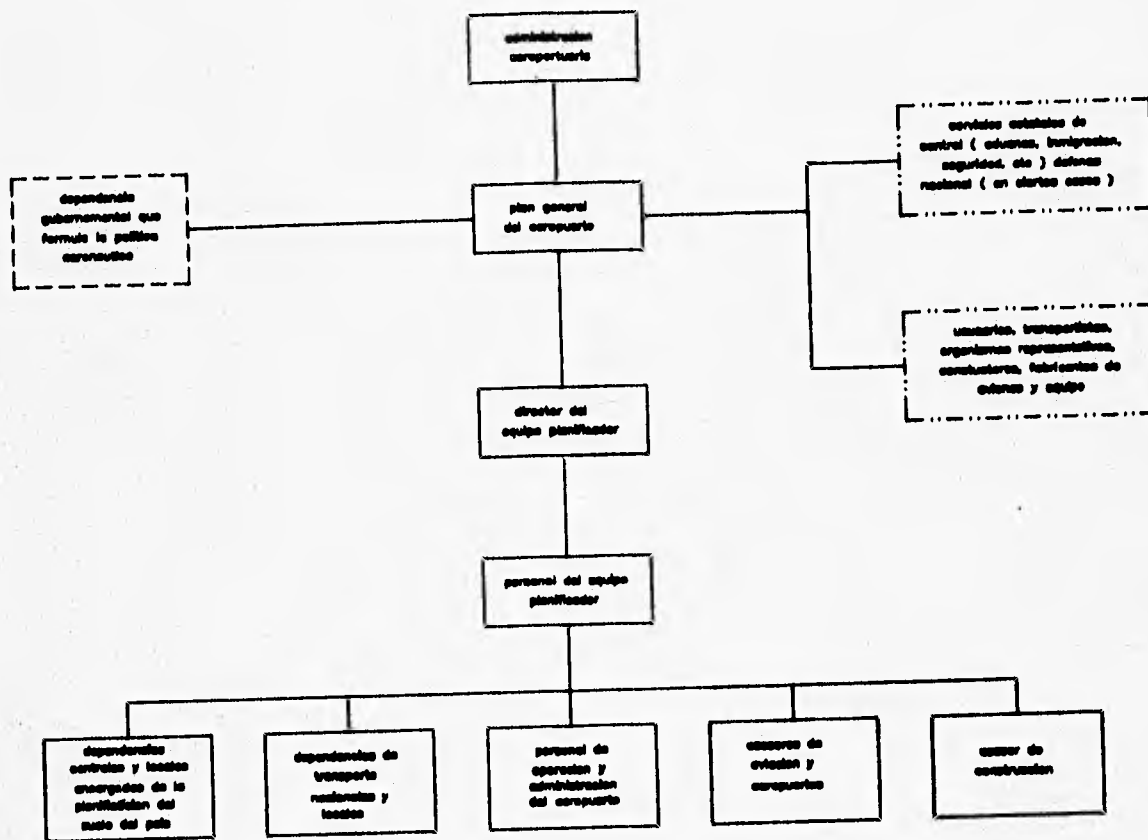 administracion
aeroportuaria
servicios estatales de
control ( aduanas, inmigracion,
seguridad, etc ) defensa
nacional ( en ciertos casos )
dependencia
gubernamental que
formula la politica
aeronautica
plan general
del aeropuerto
usuarios, transportistas,
organismos representativos,
constuctores, fabricantes de
aviones y equipo
director del
equipo planificador
personal del equipo
planificador
dependencias
centrales y locales
encargadas de la
planificacion del
suelo del pais
dependencias de
transporte
nacionales y
locales
personal de
operacion y
administracion
del aeropuerto
asesores de
aviacion y
aeropuertos
asesor de
construccion